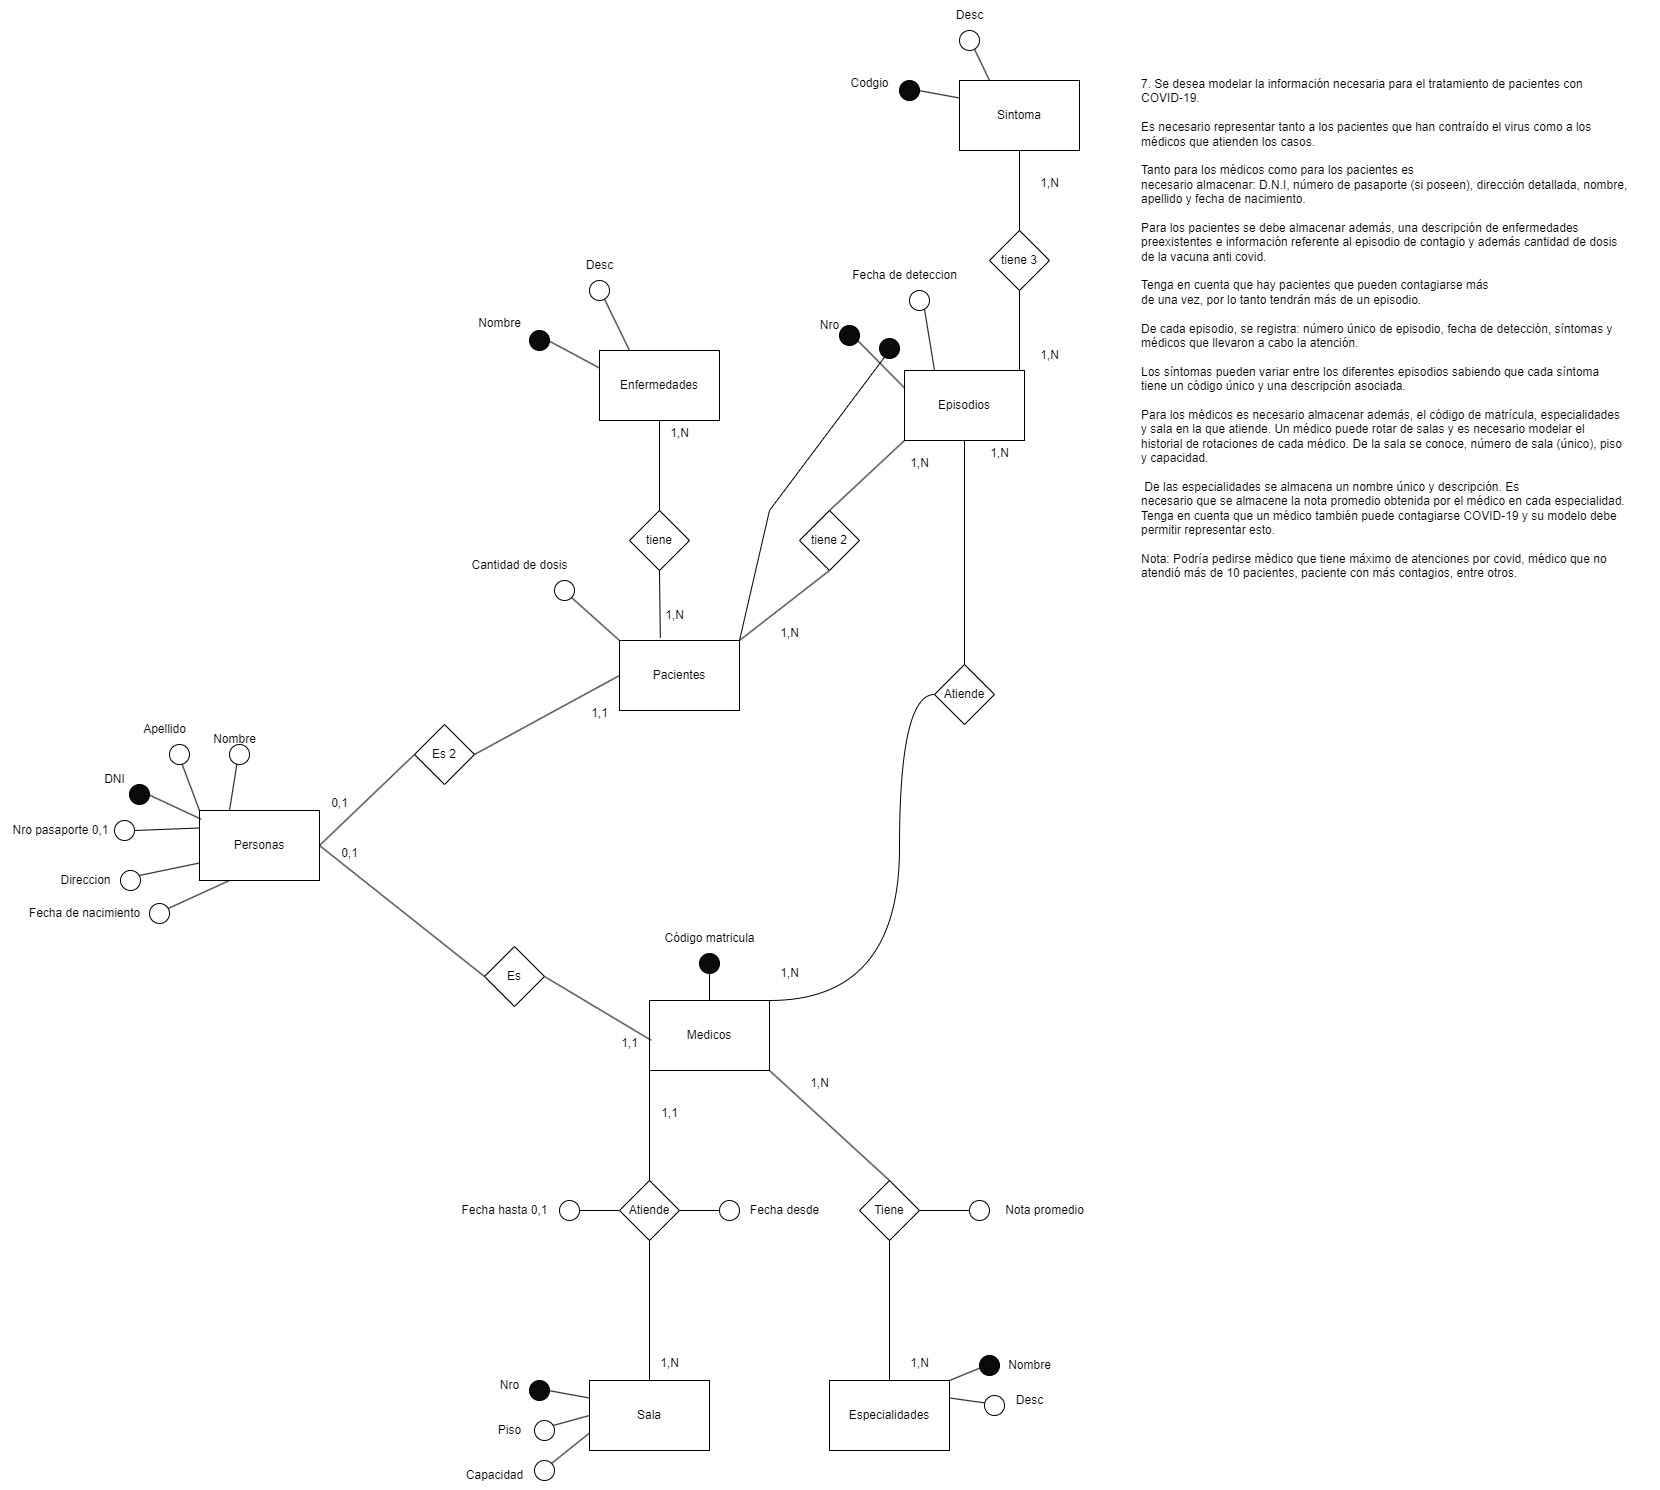 Desc
Codgio
Sintoma
1,N
tiene 3
1,N
Desc
Nombre
Enfermedades
1,N
tiene
1,N
Fecha de deteccion
Nro
Episodios
1,N
1,N
tiene 2
1,N
Cantidad de dosis
Pacientes
1,1
Es 2
0,1
Atiende
Apellido
Nombre
DNI
Nro pasaporte 0,1
Personas
Direccion
Fecha de nacimiento
0,1
Es
1,1
Código matricula
1,N
Medicos
1,1
1,N
Fecha hasta 0,1
Atiende
Fecha desde
Tiene
Nota promedio
1,N
1,N
Nro
Piso
Capacidad
Sala
Especialidades
Nombre
Desc
7. Se desea modelar la información necesaria para el tratamiento de pacientes con
COVID-19.
Es necesario representar tanto a los pacientes que han contraído el virus como a los
médicos que atienden los casos.
Tanto para los médicos como para los pacientes es
necesario almacenar: D.N.I, número de pasaporte (si poseen), dirección detallada, nombre,
apellido y fecha de nacimiento.
Para los pacientes se debe almacenar además, una descripción de enfermedades
preexistentes e información referente al episodio de contagio y además cantidad de dosis
de la vacuna anti covid.
Tenga en cuenta que hay pacientes que pueden contagiarse más
de una vez, por lo tanto tendrán más de un episodio.
De cada episodio, se registra: número único de episodio, fecha de detección, síntomas y
médicos que llevaron a cabo la atención.
Los síntomas pueden variar entre los diferentes episodios sabiendo que cada síntoma
tiene un código único y una descripción asociada.
Para los médicos es necesario almacenar además, el código de matrícula, especialidades
y sala en la que atiende. Un médico puede rotar de salas y es necesario modelar el
historial de rotaciones de cada médico. De la sala se conoce, número de sala (único), piso
y capacidad.
De las especialidades se almacena un nombre único y descripción. Es
necesario que se almacene la nota promedio obtenida por el médico en cada especialidad.
Tenga en cuenta que un médico también puede contagiarse COVID-19 y su modelo debe
permitir representar esto.
Nota: Podría pedirse médico que tiene máximo de atenciones por covid, médico que no
atendió más de 10 pacientes, paciente con más contagios, entre otros.